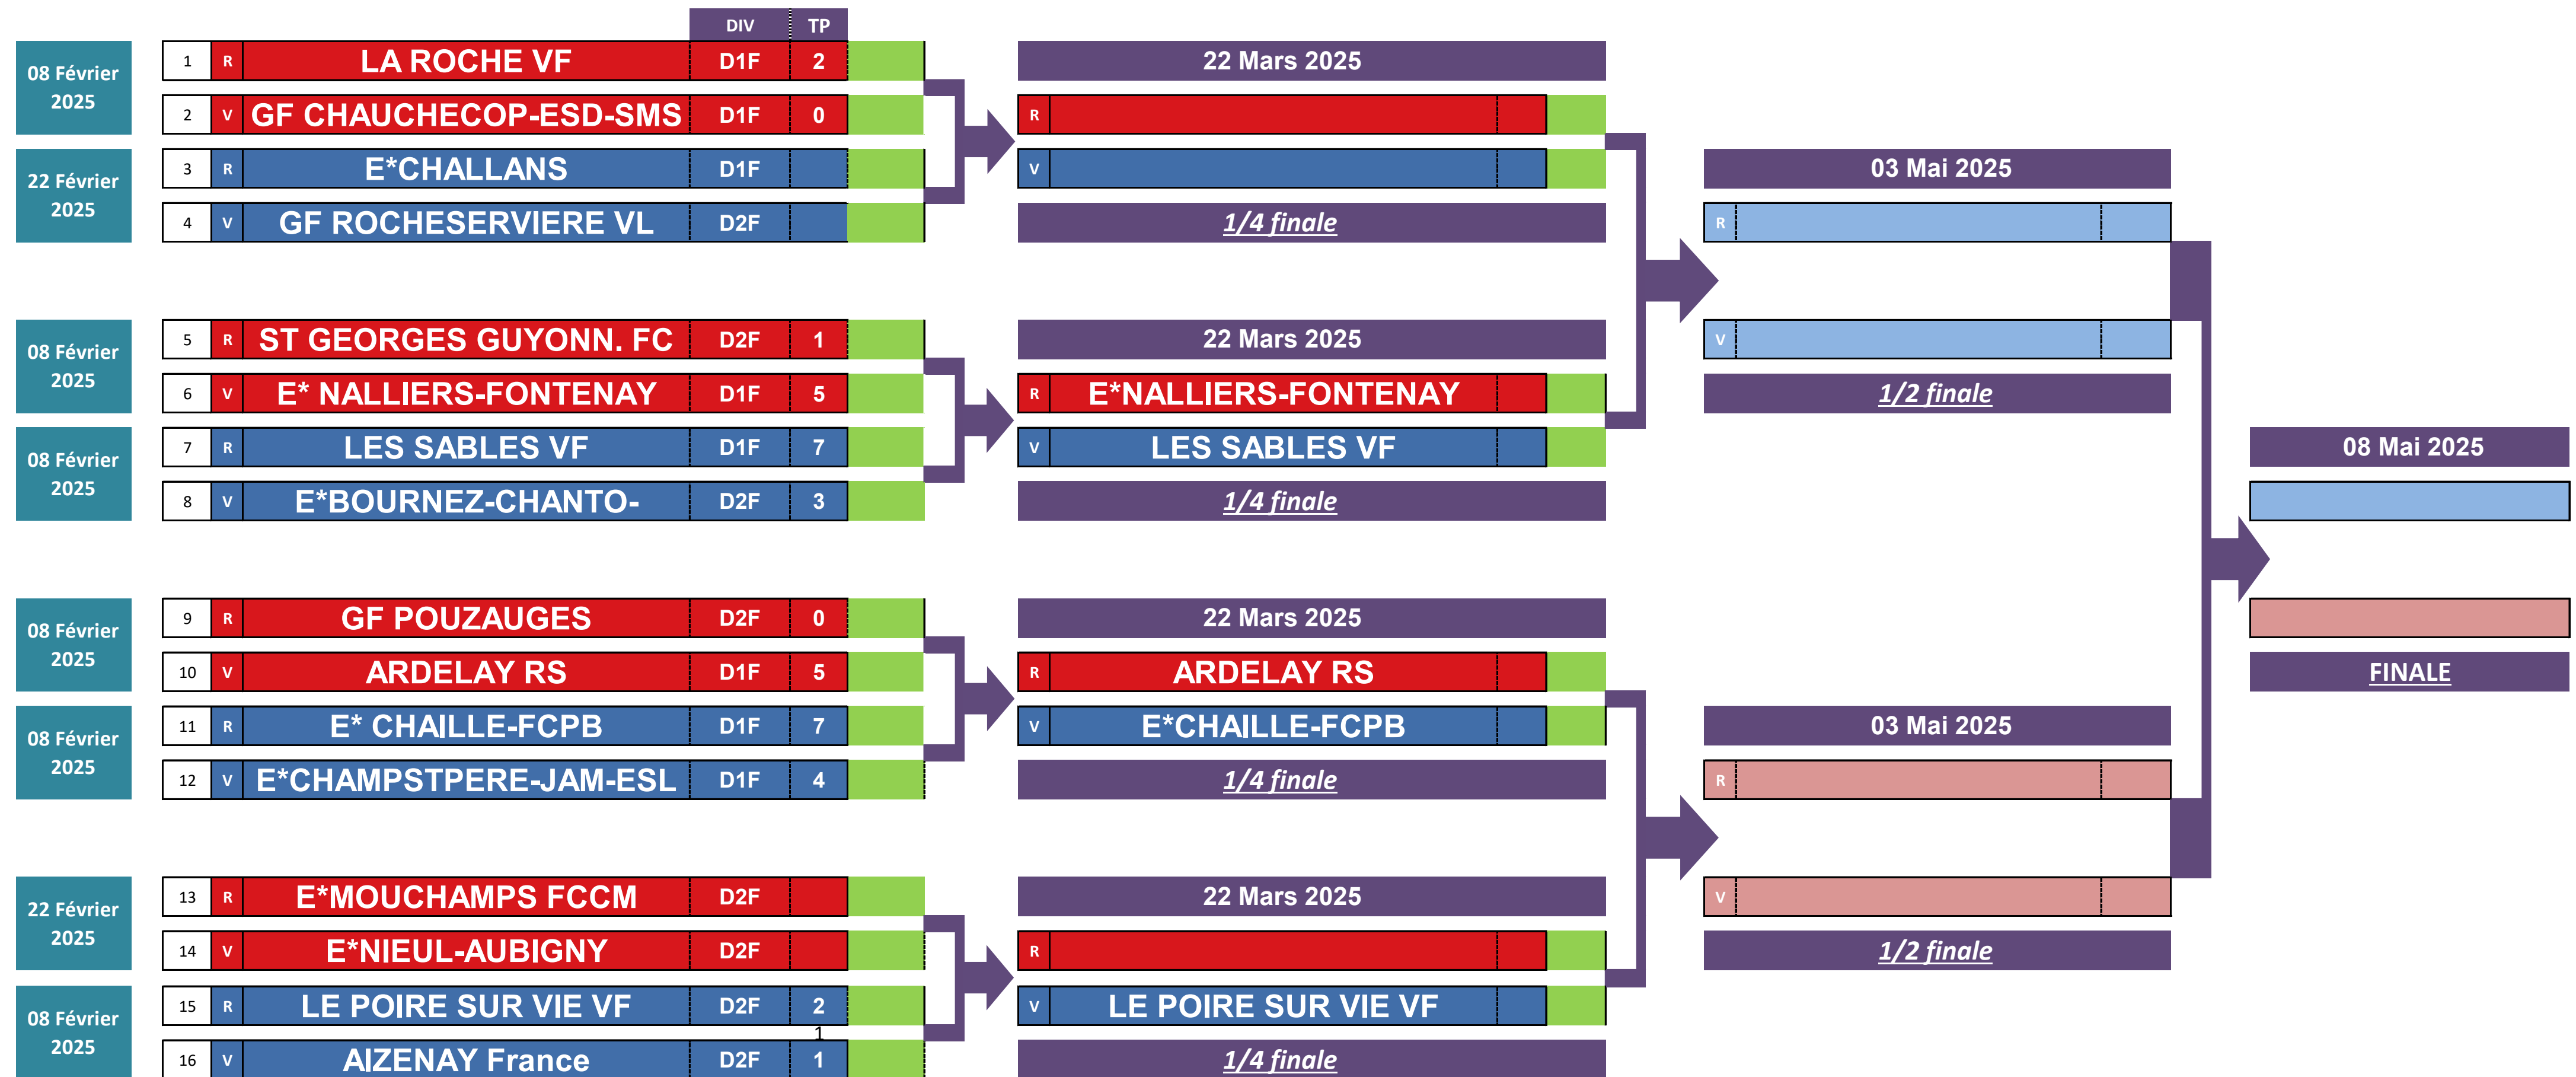 DIV TP
08 Février
2025
1 R LA ROCHE VF D1F 2
2 V GF CHAUCHECOP-ESD-SMS D1F 0
22 Février
2025
3 R E*CHALLANS D1F
4 V GF ROCHESERVIERE VL D2F
08 Février
2025
5 R ST GEORGES GUYONN. FC D2F 1
6 V E* NALLIERS-FONTENAY D1F 5
08 Février
2025
7 R LES SABLES VF D1F 7
8 V E*BOURNEZ-CHANTO- D2F 3
08 Février
2025
9 R GF POUZAUGES D2F 0
10 V ARDELAY RS D1F 5
08 Février
2025
11 R E* CHAILLE-FCPB D1F 7
12 V E*CHAMPSTPERE-JAM-ESL D1F 4
22 Février
2025
13 R E*MOUCHAMPS FCCM D2F
14 V E*NIEUL-AUBIGNY D2F
08 Février
2025
15 R LE POIRE SUR VIE VF D2F 2
1
16 V AIZENAY France D2F 1
22 Mars 2025
R
V
1/4 finale
22 Mars 2025
R E*NALLIERS-FONTENAY
V LES SABLES VF
1/4 finale
22 Mars 2025
R ARDELAY RS
V E*CHAILLE-FCPB
1/4 finale
22 Mars 2025
R
V LE POIRE SUR VIE VF
1/4 finale
03 Mai 2025
R
V
1/2 finale
03 Mai 2025
R
V
1/2 finale
08 Mai 2025
FINALE